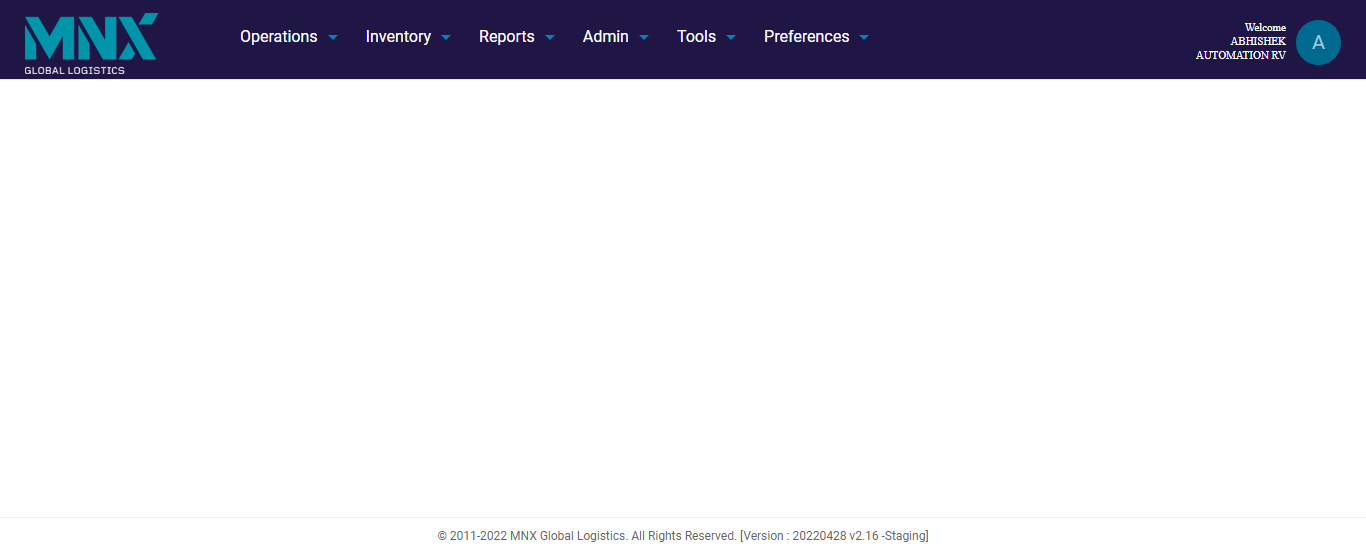 MNX
GLOBAL LOGISTICS
Operations Inventory Reports Admin Tools Preferences
Welcome
ABHISHEK
AUTOMATION RV
A
© 2011-2022 MNX Global Logistics. All Rights Reserved. [Version : 20220428 v2.16 -Staging]